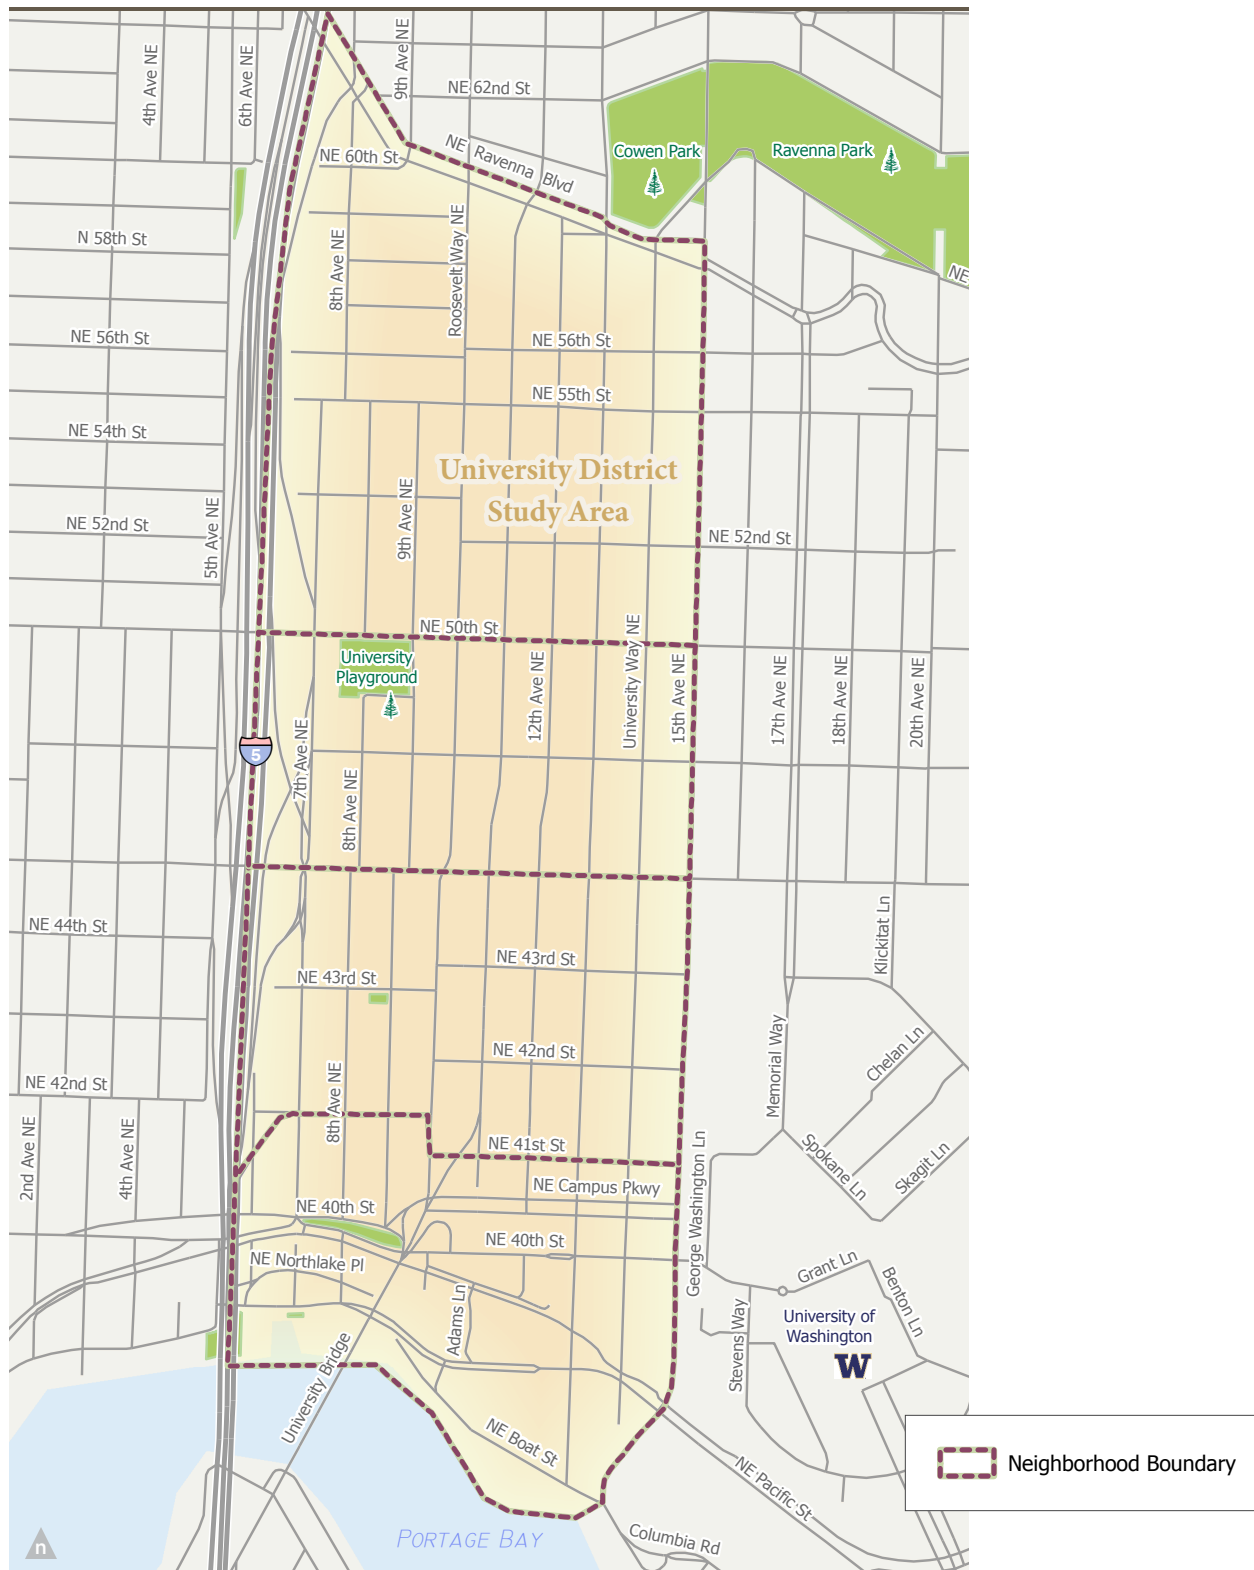 4th Ave NE
6th Ave NE
9th Ave NE
NE 62nd St
NE 60th St
NE Ravenna Blvd
Cowen Park
Ravenna Park
N 58th St
8th Ave NE
Roosevelt Way NE
NE
NE 56th St
NE 56th St
NE 55th St
NE 54th St
University District
Study Area
5th Ave NE
9th Ave NE
NE 52nd St
NE 52nd St
NE 50th St
University
Playground
7th Ave NE
8th Ave NE
12th Ave NE
University Way NE
15th Ave NE
17th Ave NE
18th Ave NE
20th Ave NE
5
NE 44th St
NE 43rd St
NE 43rd St
Klickitat Ln
NE 42nd St
NE 42nd St
Memorial Way
Chelan Ln
2nd Ave NE
4th Ave NE
8th Ave NE
NE 41st St
George Washington Ln
Spokane Ln
Skagit Ln
NE Campus Pkwy
NE 40th St
NE 40th St
NE Northlake Pl
Adams Ln
Grant Ln
Benton Ln
Stevens Way
University of
Washington
W
University Bridge
NE Boat St
NE Pacific St
Columbia Rd
PORTAGE BAY
n
Neighborhood Boundary